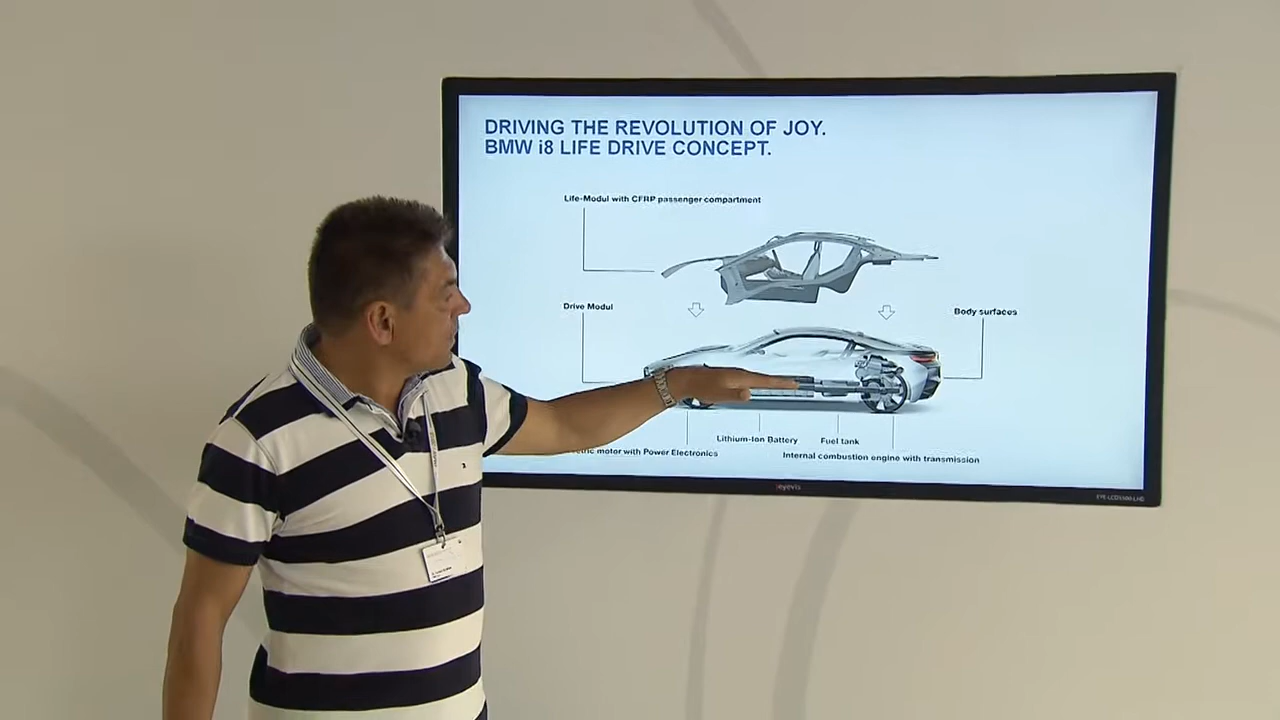 DRIVING THE REVOLUTION OF JOY.
BMW i8 LIFE DRIVE CONCEPT.
Life-Modul with CFRP passenger compartment
Drive Modul
Body surfaces
Lithium-Ion Battery
Fuel tank
motor with Power Electronics
Internal combustion engine with transmission
eyevis